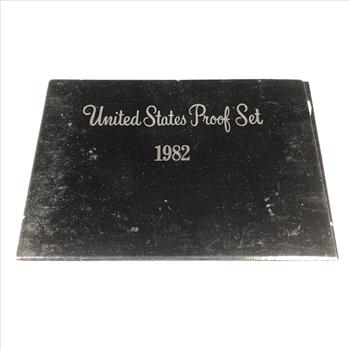 United States Proof Set
1982